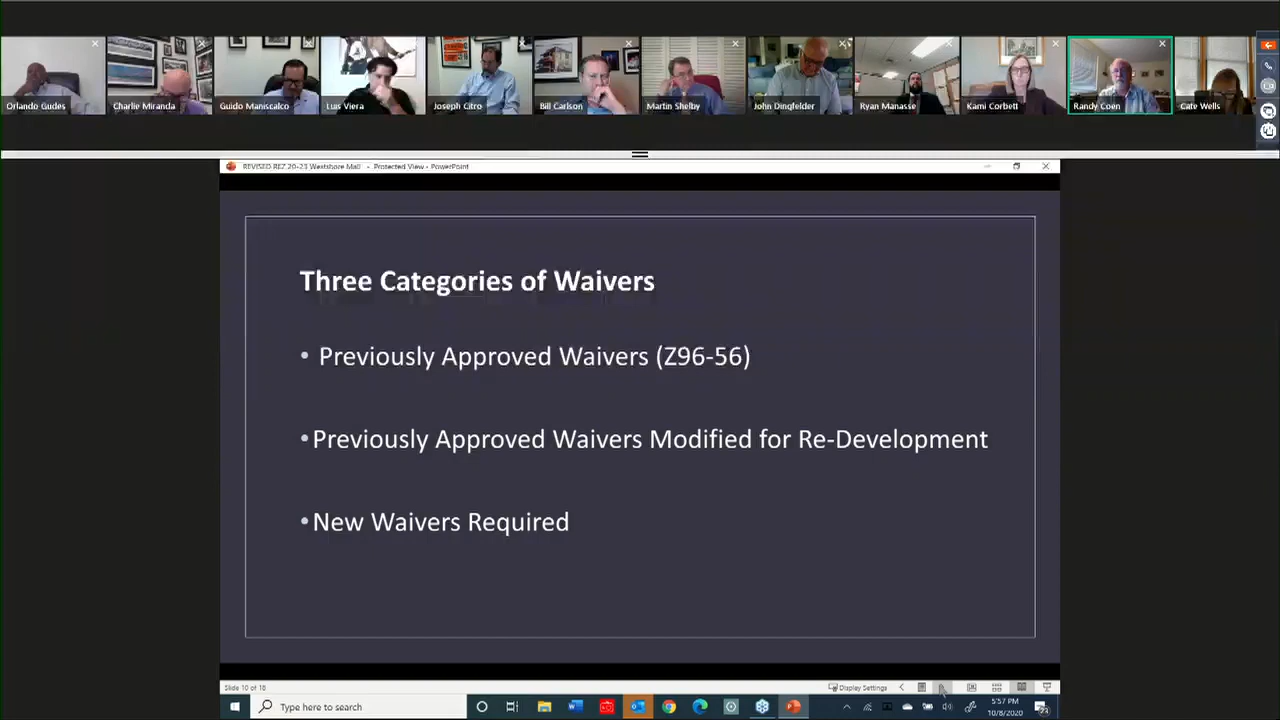 Orlando Gudes
Charlie Miranda
Guido Maniscalco
Luis Viera
Joseph Citro
Bill Carlson
Martin Shelby
John Dingfelder
Ryan Manasse
Kami Corbett
Randy Coen
Cate Wells
REVISED REZ 20-23 Westshore Mall - Protected View - PowerPoint
Three Categories of Waivers
• Previously Approved Waivers (Z96-56)
• Previously Approved Waivers Modified for Re-Development
• New Waivers Required
Slide 10 of 18
Display Settings
Type here to search
5:57 PM
10/8/2020